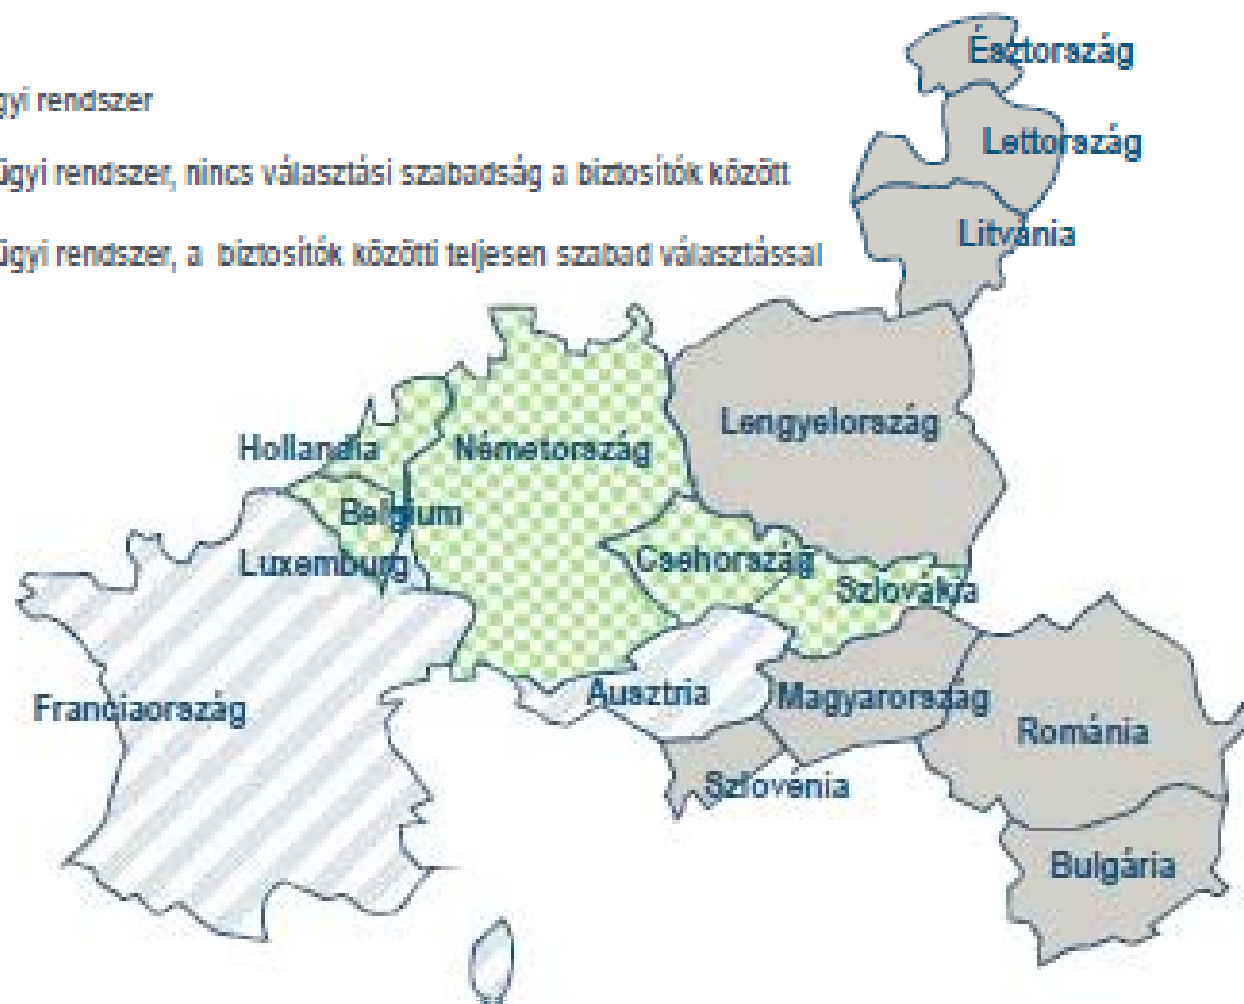 Észtország
gyi rendszer
Lettország
ügyi rendszer, nincs választási szabadság a biztosítók között
Litvánia
ügyi rendszer, a biztosítók közötti teljesen szabad választással
Lengyelország
Hollandia
Németország
Belgium
Luxemburg
Csehország
Szlovákia
Franciaország
Ausztria
Magyarország
Románia
Szlovénia
Bulgária